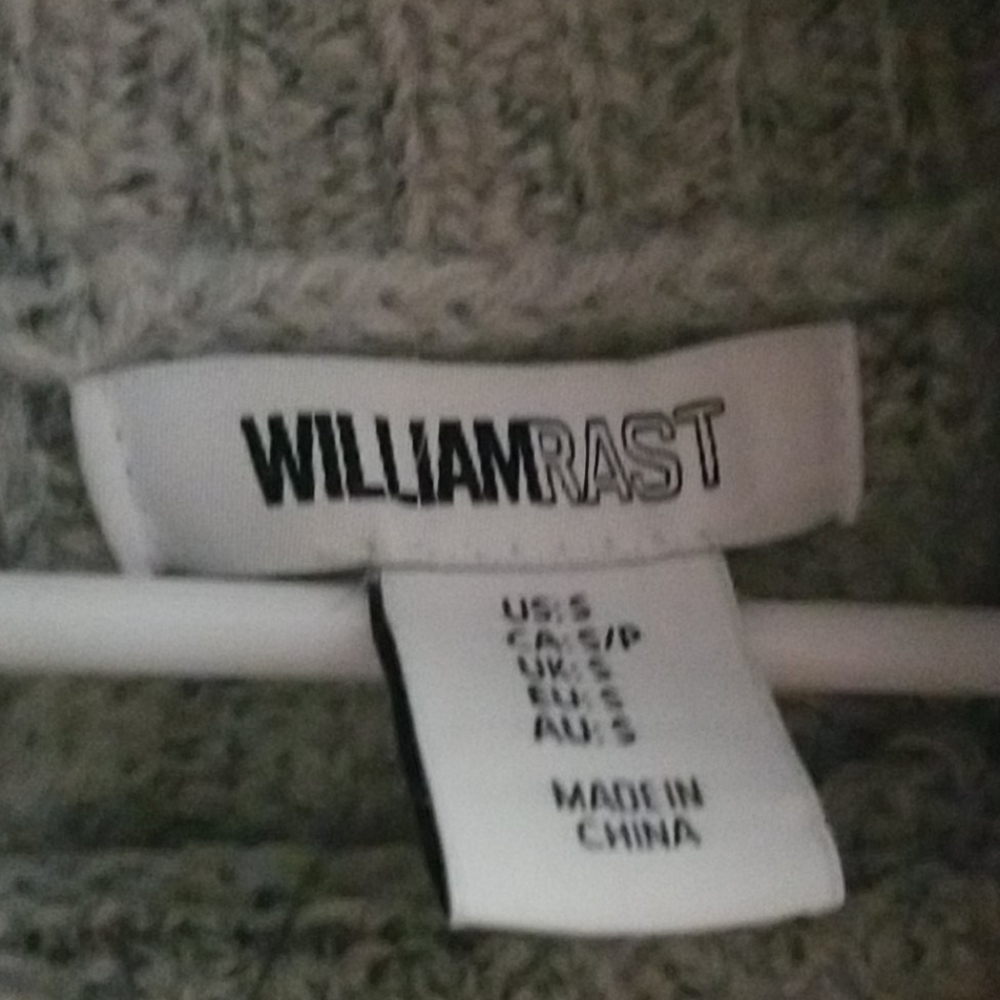 WILLIAMRAST
US: S
CA: S/P
UK: S
EU: S
AU: S
MADE IN
CHINA